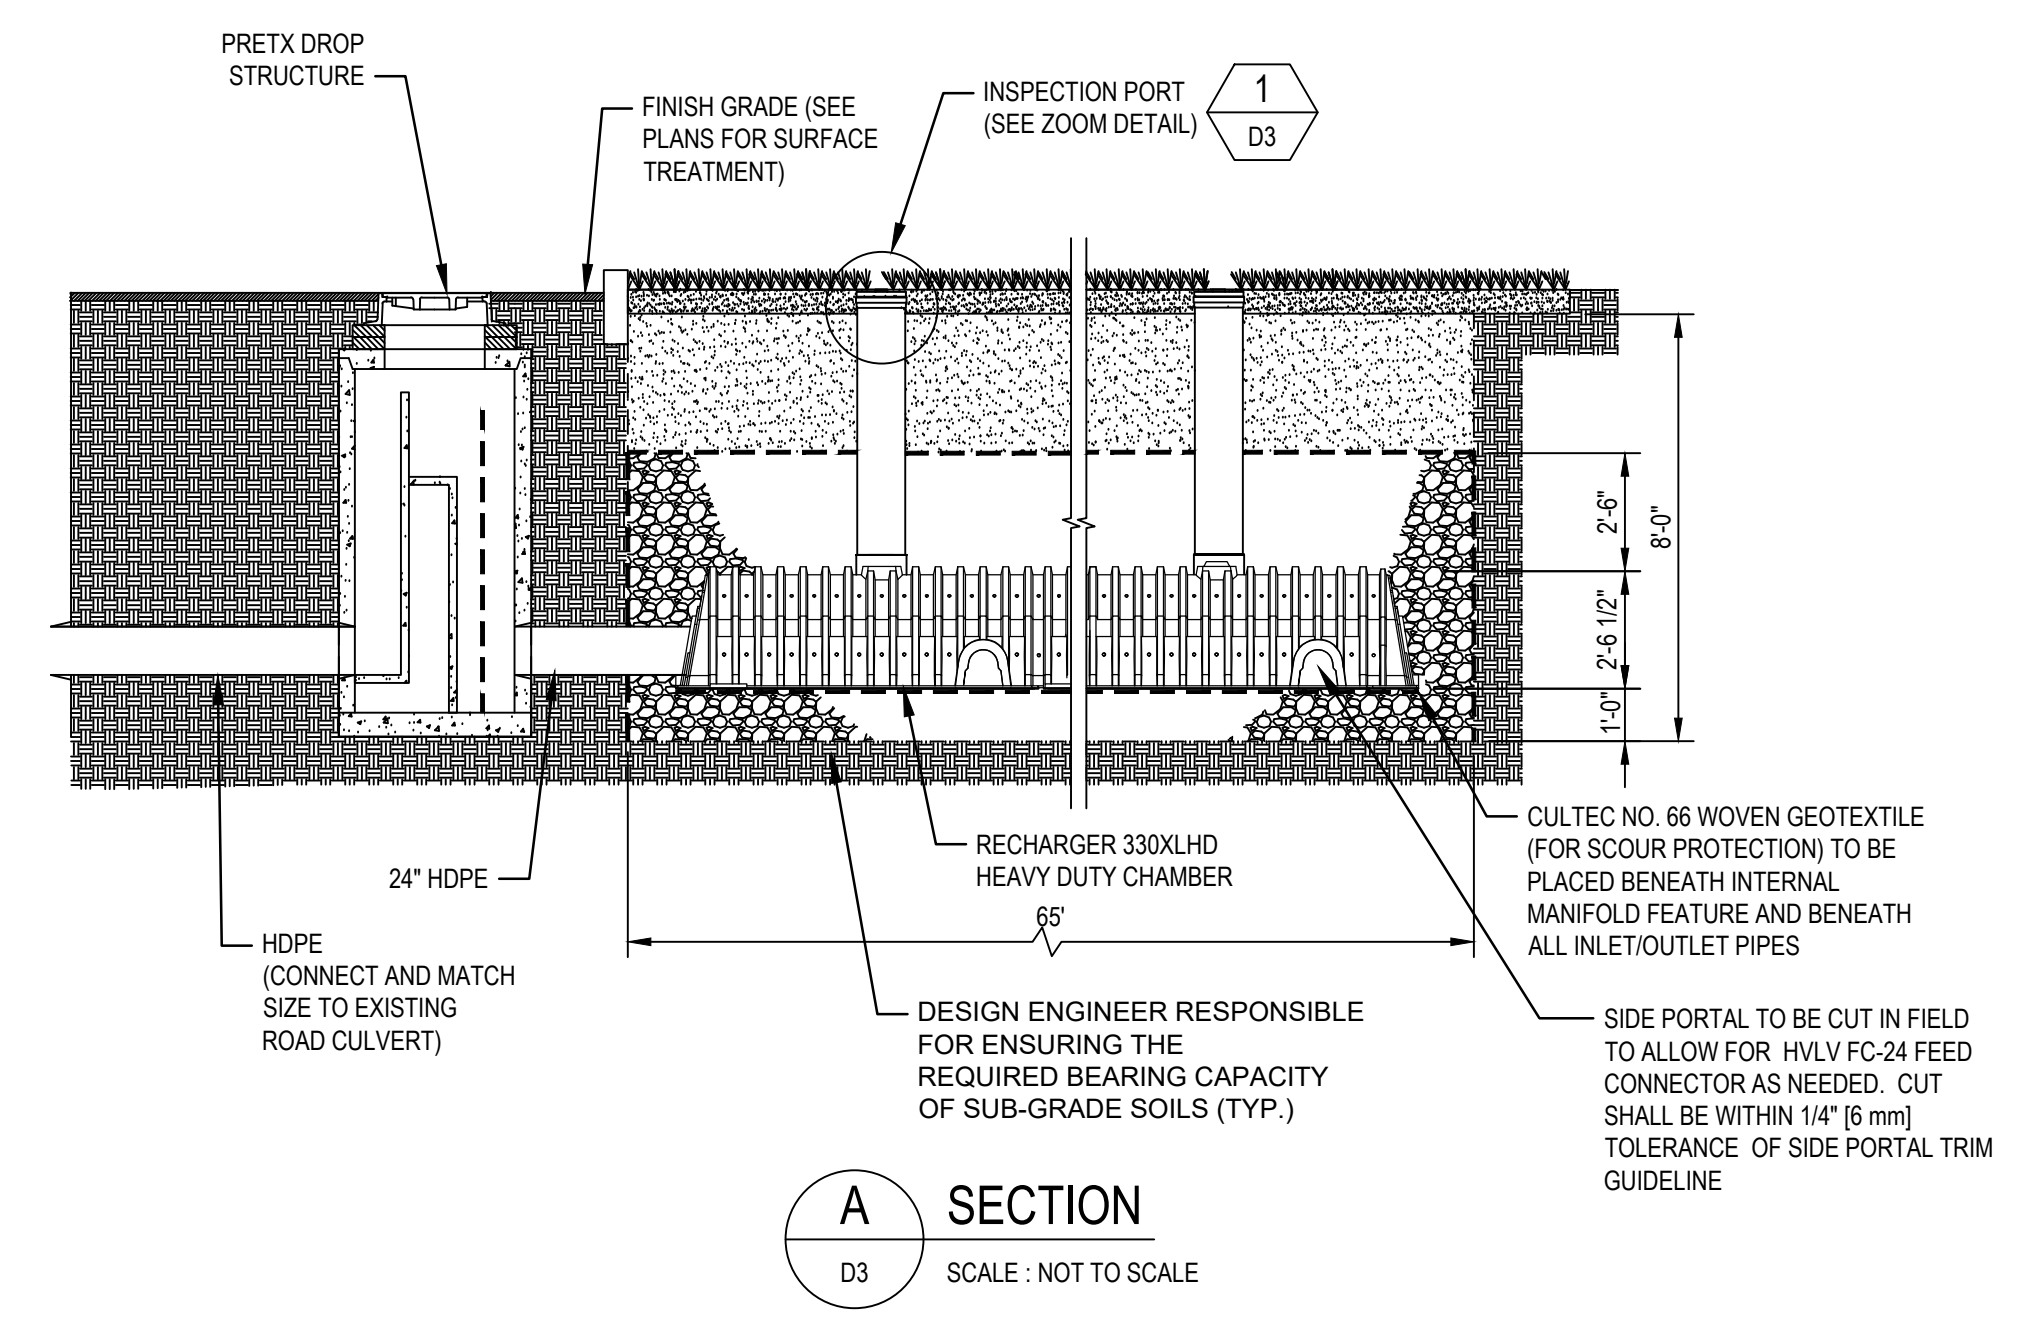 PRETX DROP
STRUCTURE
FINISH GRADE (SEE
PLANS FOR SURFACE
TREATMENT)
INSPECTION PORT
(SEE ZOOM DETAIL)
1
D3
2'-6"
8'-0"
2'-6 1/2"
1'-0"
24" HDPE
HDPE
(CONNECT AND MATCH
SIZE TO EXISTING
ROAD CULVERT)
RECHARGER 330XLHD
HEAVY DUTY CHAMBER
65'
DESIGN ENGINEER RESPONSIBLE
FOR ENSURING THE
REQUIRED BEARING CAPACITY
OF SUB-GRADE SOILS (TYP.)
CULTEC NO. 66 WOVEN GEOTEXTILE
(FOR SCOUR PROTECTION) TO BE
PLACED BENEATH INTERNAL
MANIFOLD FEATURE AND BENEATH
ALL INLET/OUTLET PIPES
SIDE PORTAL TO BE CUT IN FIELD
TO ALLOW FOR HVLV FC-24 FEED
CONNECTOR AS NEEDED. CUT
SHALL BE WITHIN 1/4" [6 mm]
TOLERANCE OF SIDE PORTAL TRIM
GUIDELINE
A
D3
SECTION
SCALE : NOT TO SCALE